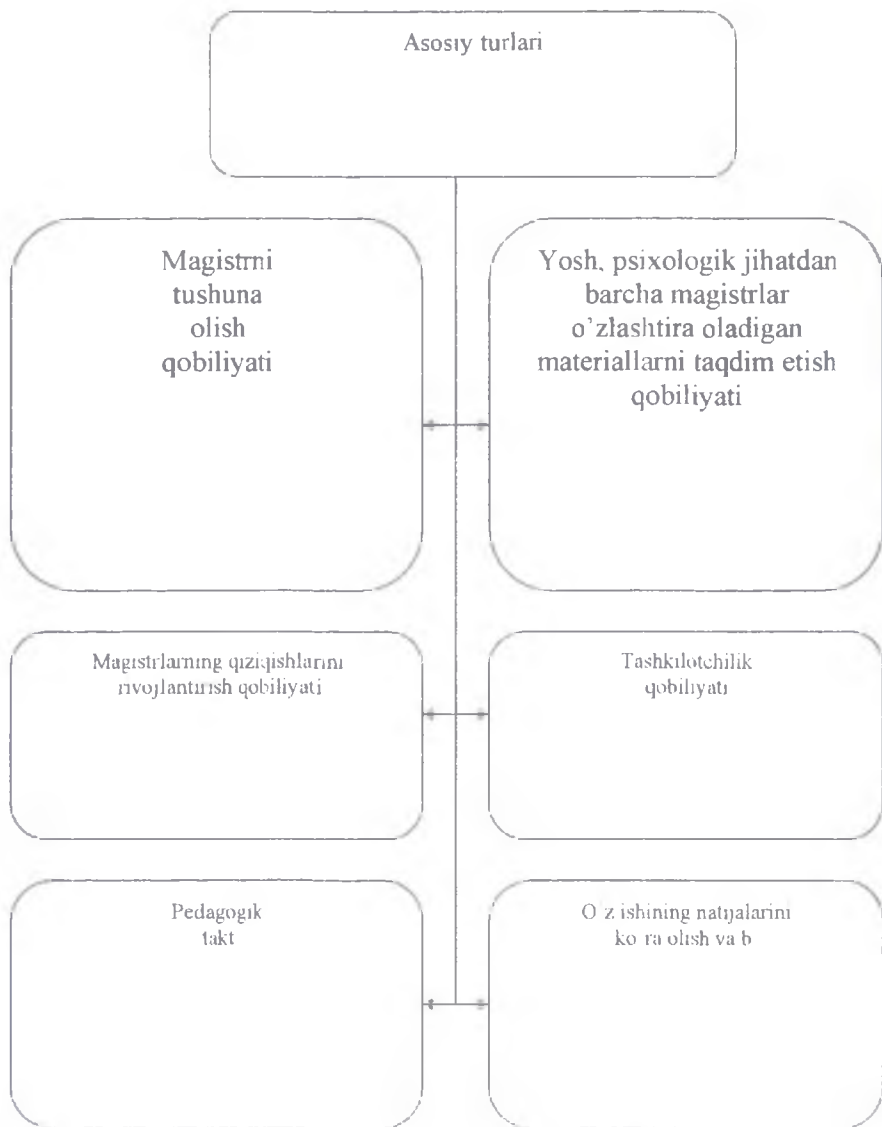 Asosiy turlari
Magistrni
tushuna
olish
qobiliyati
Yosh, psixologik jihatdan
barcha magistrlar
o'zlashtira oladigan
materiallarni taqdim etish
qobiliyati
Magistrlarning qiziqishlarini
rivojlantirish qobiliyati
Tashkilotchilik
qobiliyati
Pedagogik
takt
O z ishining natijalarini
ko ra olish va b